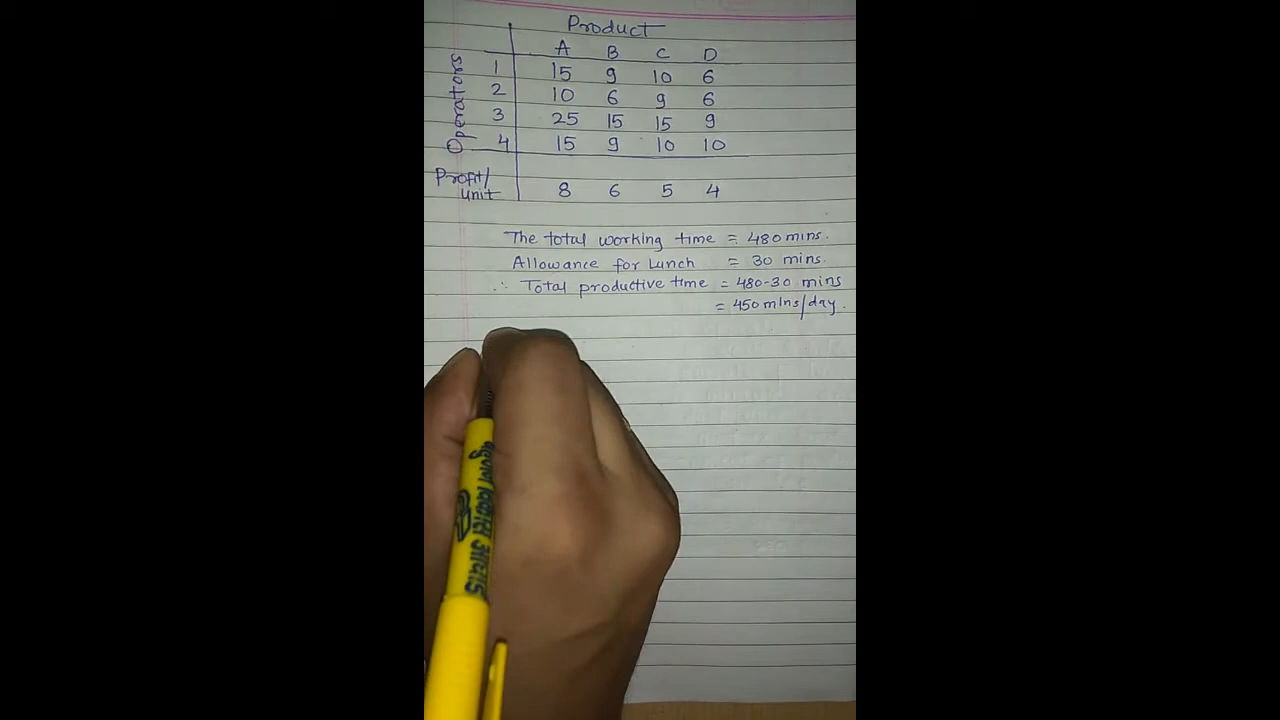 Product
A B C D
Operators
1 15 9 10 6
2 10 6 9 6
3 25 15 15 9
4 15 9 10 10
Profit/
unit 8 6 5 4
The total working time = 480 mins.
Allowance for Lunch = 30 mins.
∴ Total productive time = 480-30 mins
= 450 mins/day.